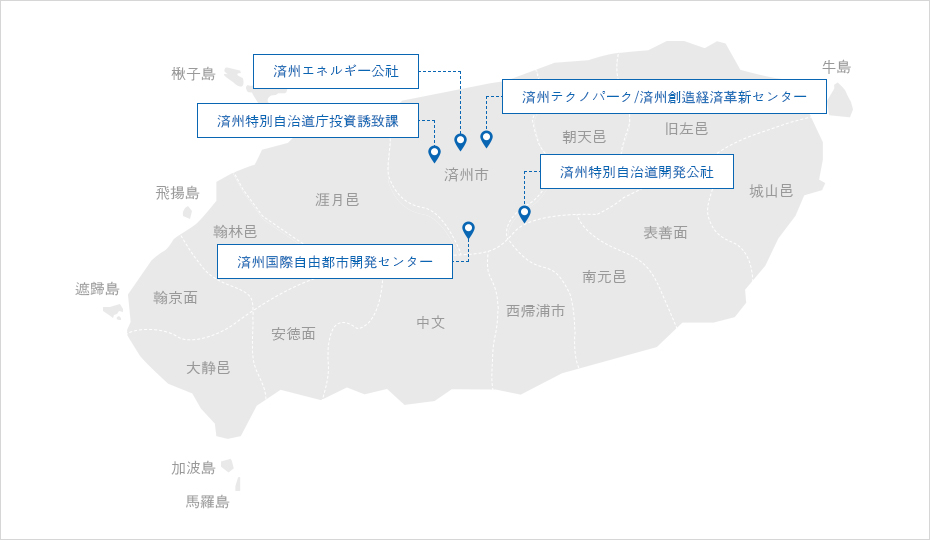 済州エネルギー公社
牛島
楸子島
済州テクノパーク/済州創造経済革新センター
済州特別自治道庁投資誘致課
旧左邑
朝天邑
済州市
済州特別自治道開発公社
城山邑
飛揚島
涯月邑
翰林邑
表善面
済州国際自由都市開発センター
南元邑
遮歸島
翰京面
西帰浦市
中文
安德面
大静邑
加波島
馬羅島